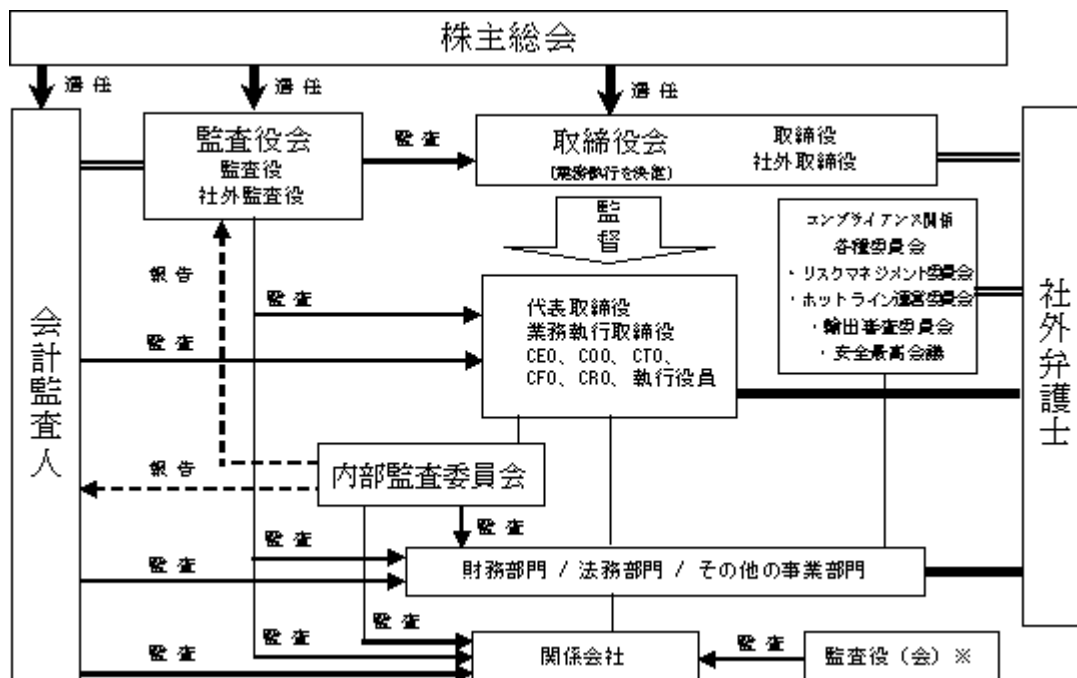 株主総会
選任
選任
選任
監査役会
監査役
社外監査役
監査
取締役会
(業務執行を決定)
取締役
社外取締役
監督
コンプライアンス関係
各種委員会
・リスクマネジメント委員会
・ホットライン運営委員会
・輸出審査委員会
・安全最高会議
報告
監査
監査
代表取締役
業務執行取締役
CEO、COO、CTO、
CFO、CRO、執行役員
会計監査人
社外弁護士
報告
内部監査委員会
監査
監査
監査
財務部門 / 法務部門 / その他の事業部門
監査
監査
監査
関係会社
監査
監査役（会）※